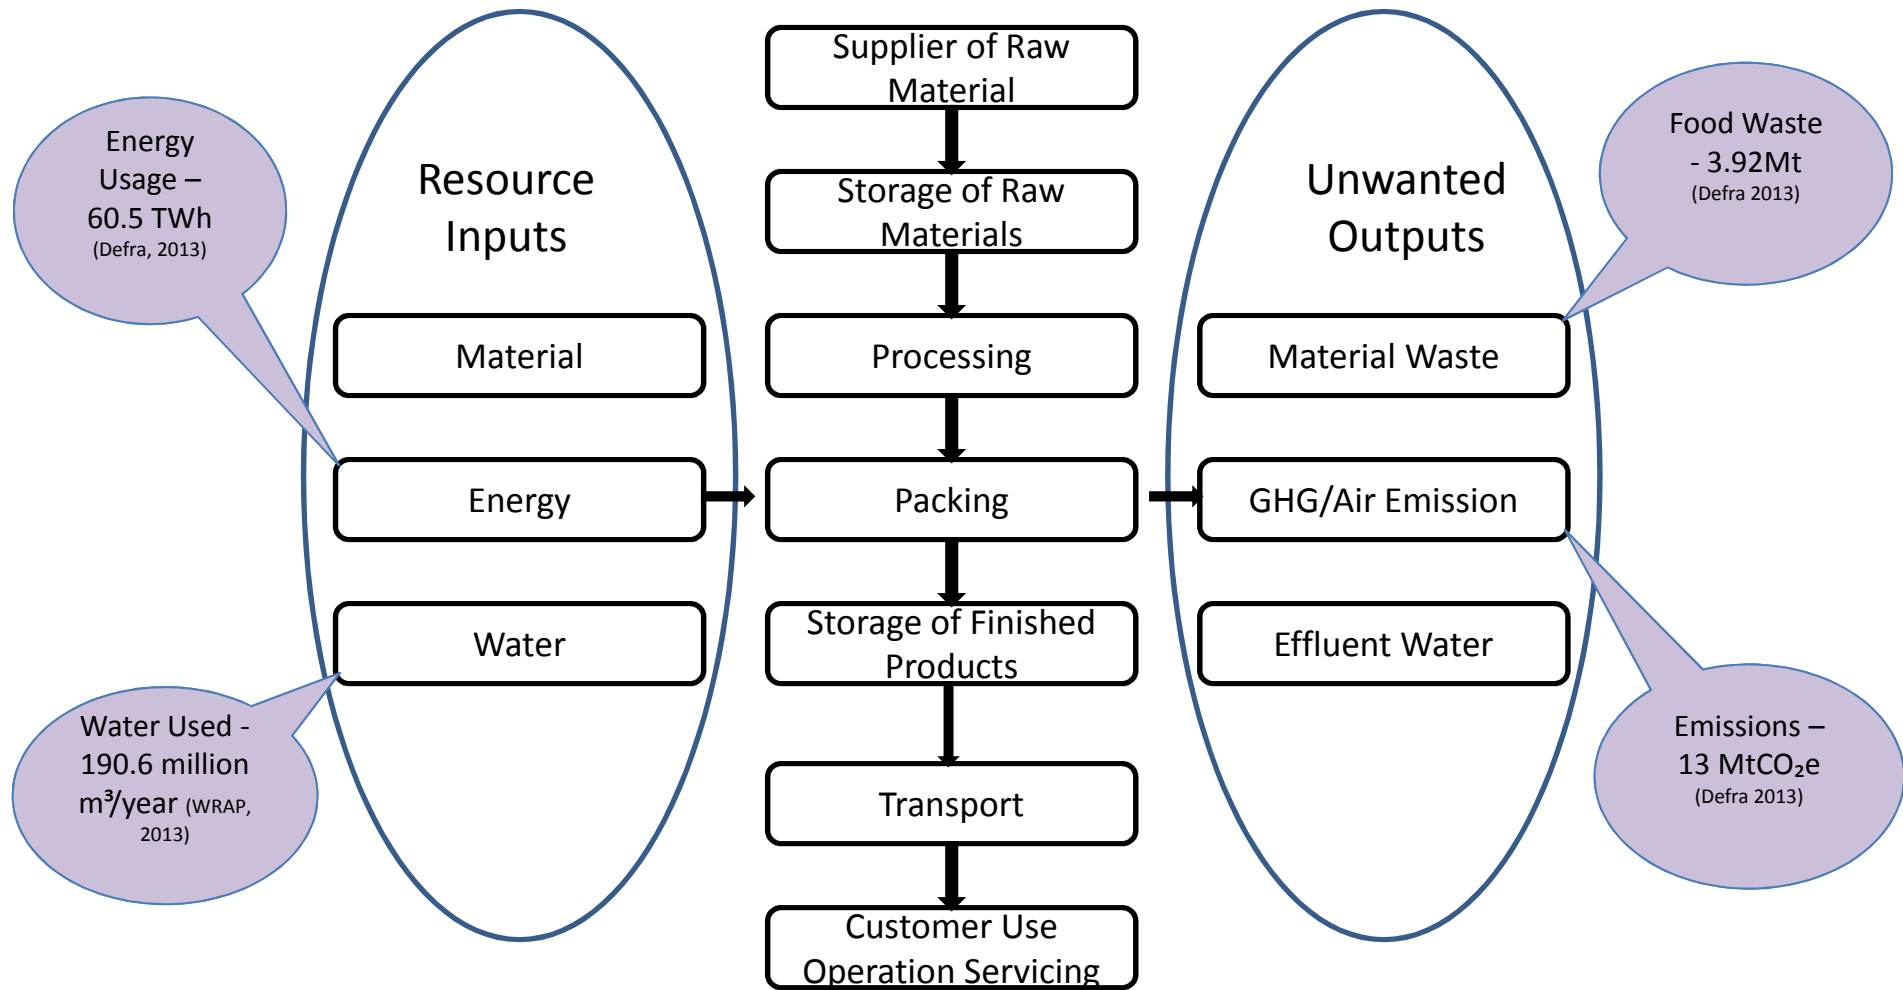 Energy
Usage –
60.5 TWh
(Defra, 2013)
Water Used -
190.6 million
m³/year (WRAP,
2013)
Resource
Inputs
Material
Energy
Water
Supplier of Raw
Material
Storage of Raw
Materials
Processing
Packing
Storage of Finished
Products
Transport
Customer Use
Operation Servicing
Unwanted
Outputs
Material Waste
GHG/Air Emission
Effluent Water
Food Waste
- 3.92Mt
(Defra 2013)
Emissions –
13 MtCO₂e
(Defra 2013)